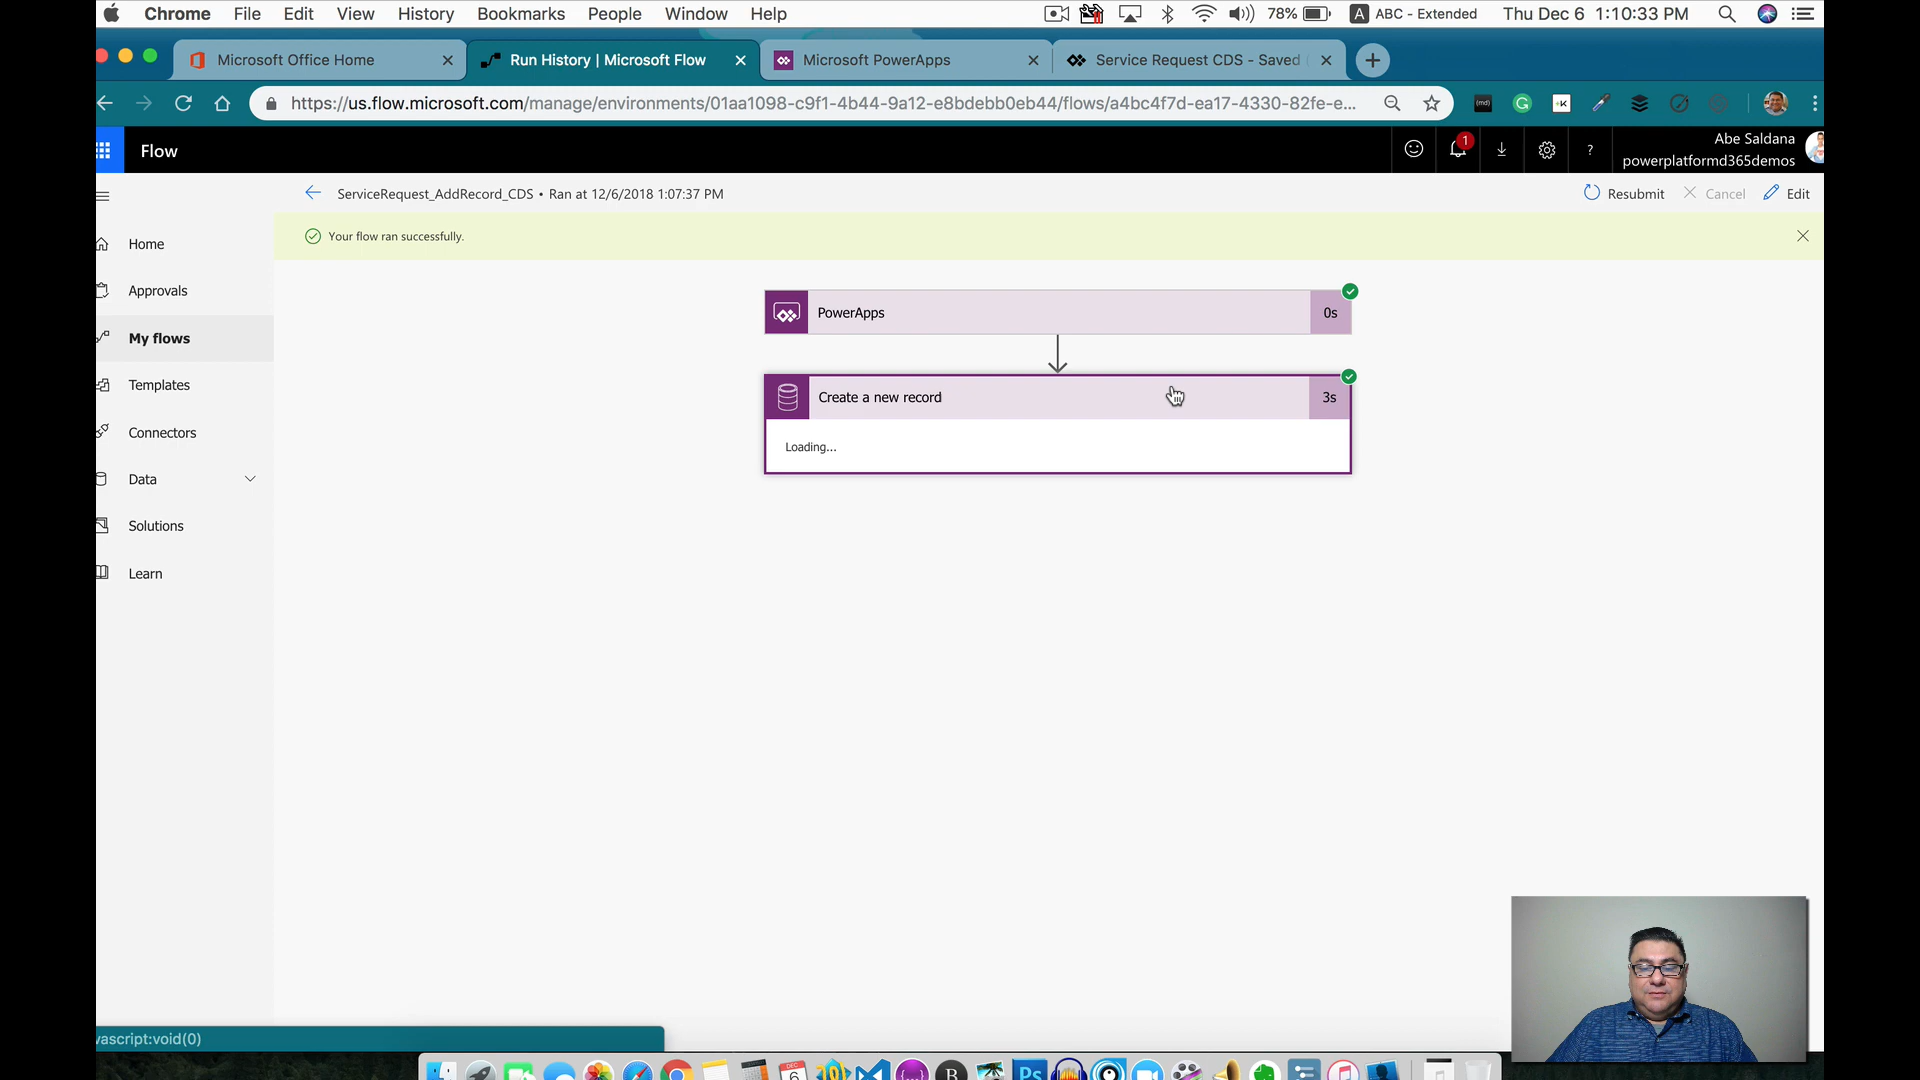 Chrome File Edit View History Bookmarks People Window Help 78% A ABC - Extended Thu Dec 6 1:10:33 PM
Microsoft Office Home Run History | Microsoft Flow Microsoft PowerApps Service Request CDS - Saved
https://us.flow.microsoft.com/manage/environments/01aa1098-c9f1-4b44-9a12-e8bdebb0eb44/flows/a4bc4f7d-ea17-4330-82fe-e...
Flow 1 ? Abe Saldana
powerplatformd365demos
ServiceRequest_AddRecord_CDS • Ran at 12/6/2018 1:07:37 PM Resubmit Cancel Edit
Your flow ran successfully.
Home
Approvals
My flows
Templates
Connectors
Data
Solutions
Learn
PowerApps 0s
Create a new record 3s
Loading...
vascript:void(0)
DEC
6
B
Ps